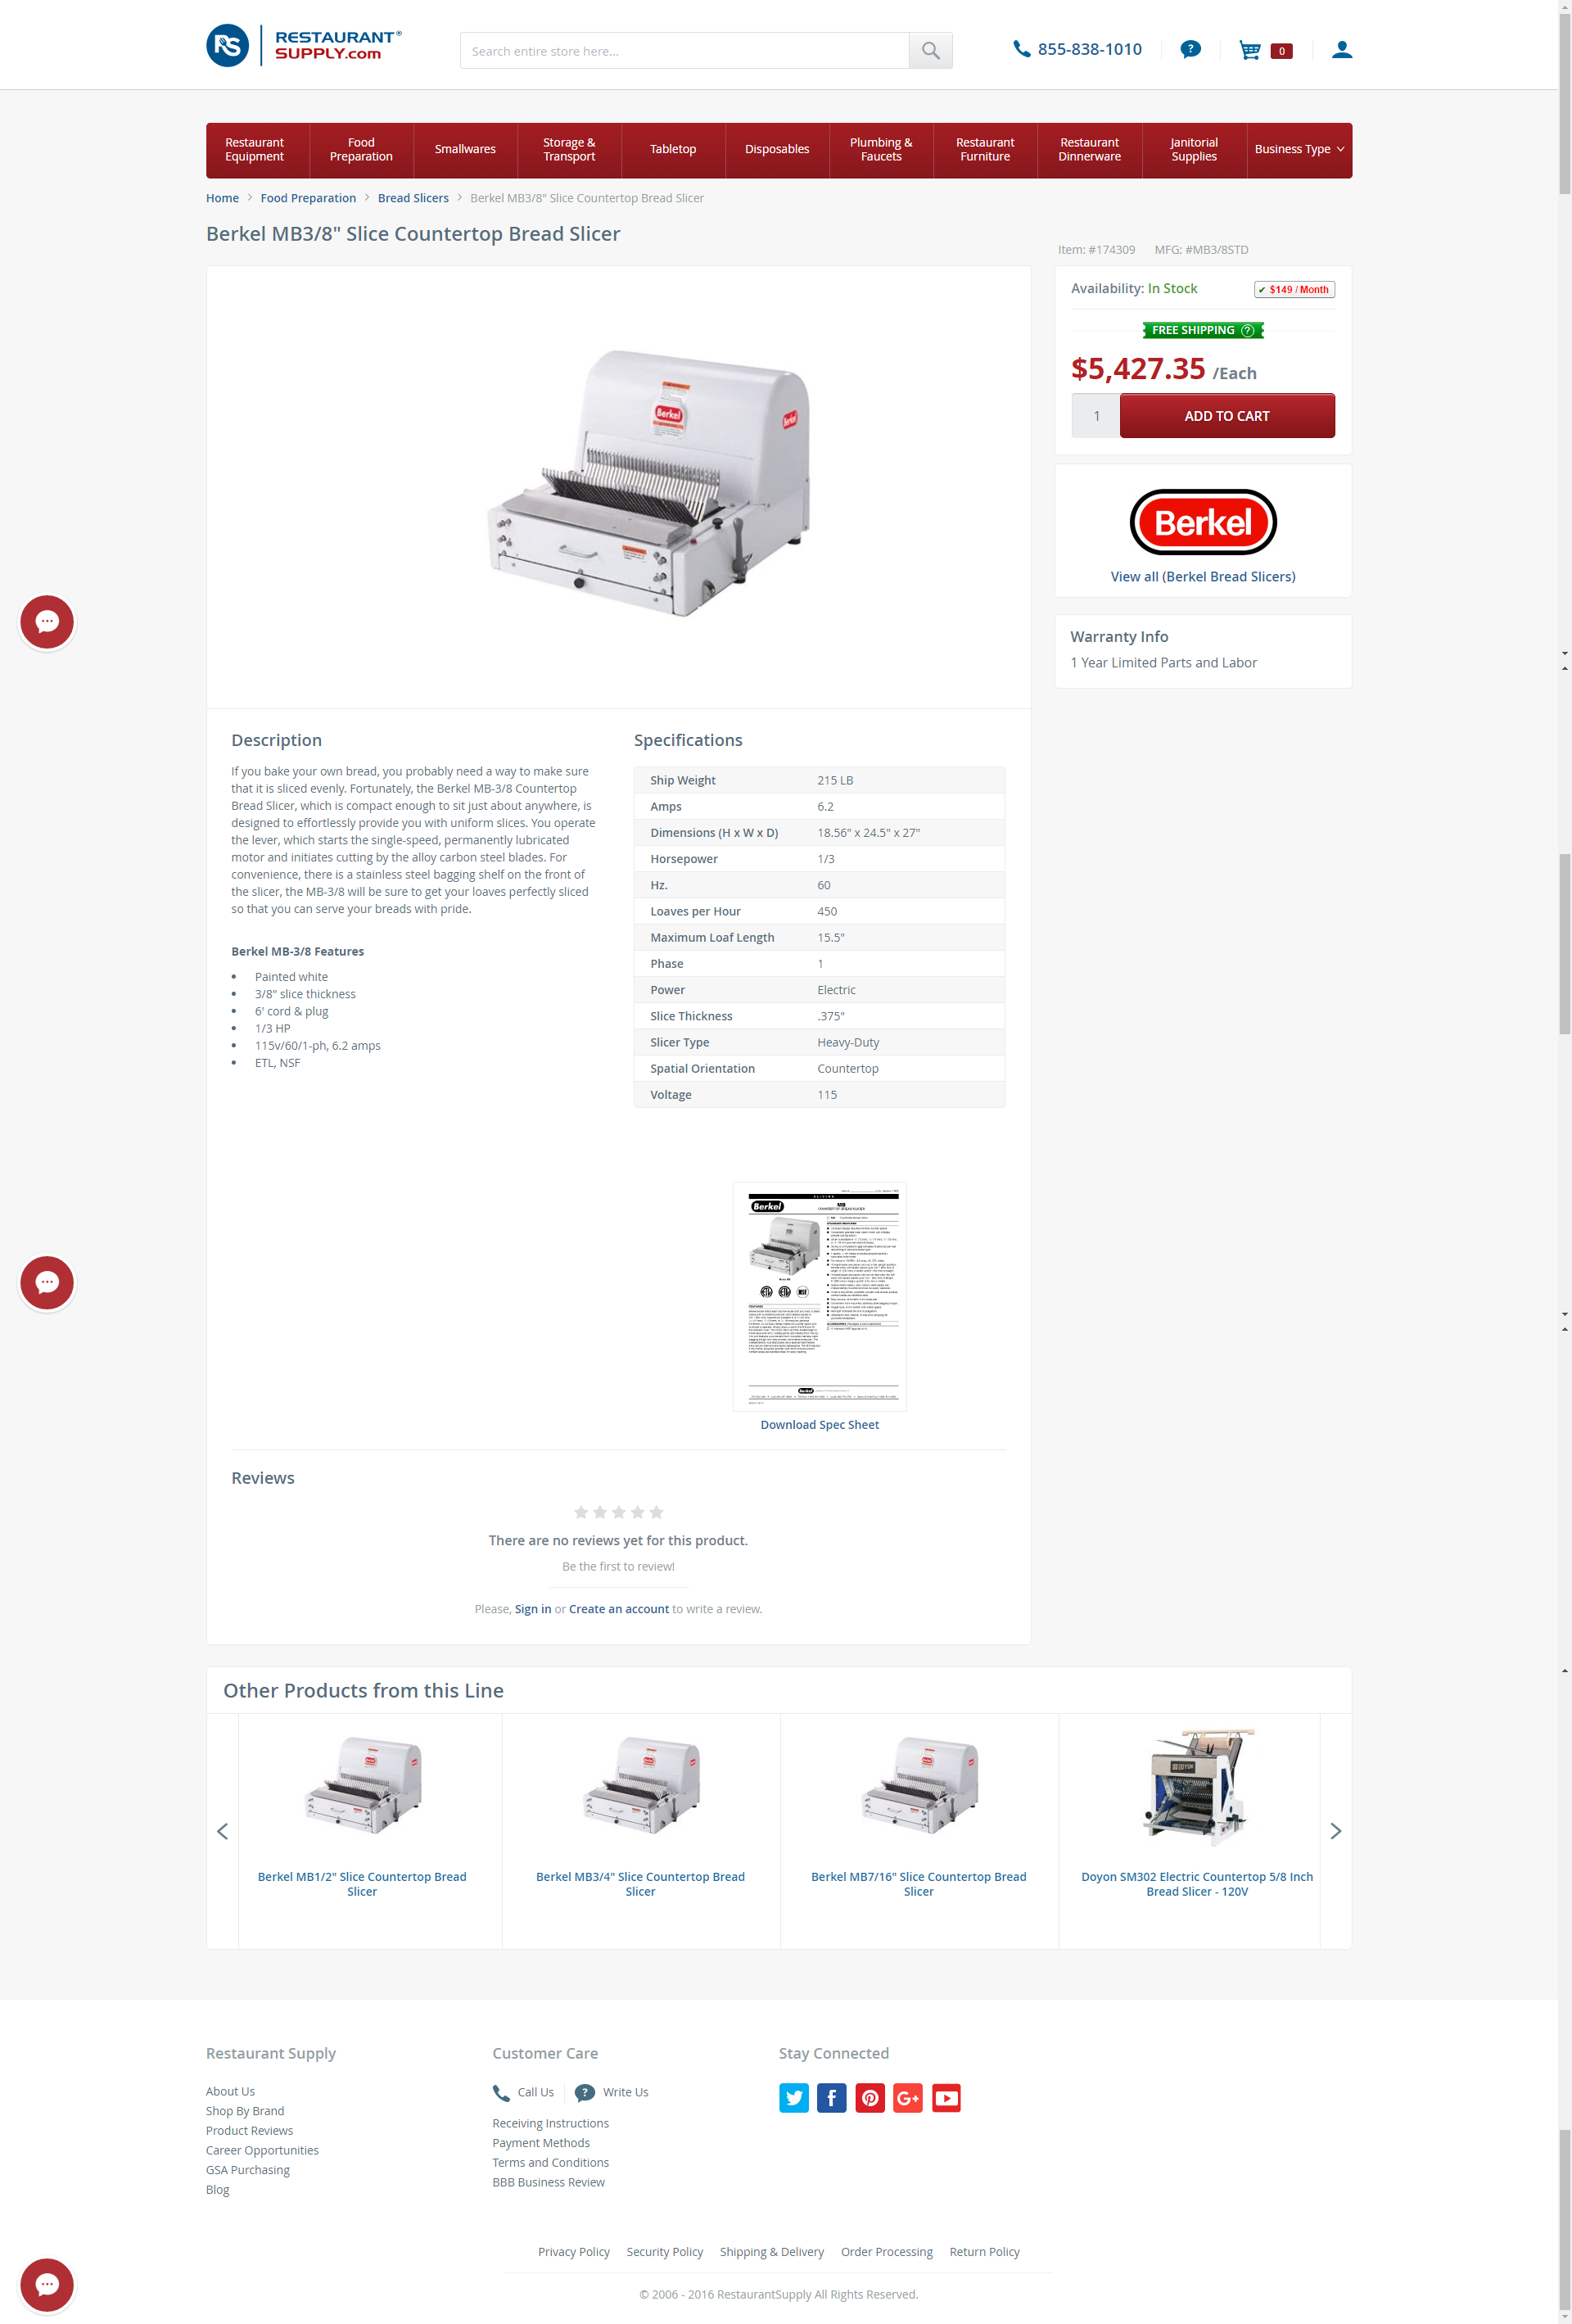 RS
RESTAURANT®
SUPPLY.com
Search entire store here...
855-838-1010
?
0
Restaurant
Equipment
Food
Preparation
Smallwares
Storage &
Transport
Tabletop
Disposables
Plumbing &
Faucets
Restaurant
Furniture
Restaurant
Dinnerware
Janitorial
Supplies
Business Type
Home
Food Preparation
Bread Slicers
Berkel MB3/8" Slice Countertop Bread Slicer
Berkel MB3/8" Slice Countertop Bread Slicer
Item: #174309 MFG: #MB3/8STD
Berkel
Berkel
Availability: In Stock
✔ $149 / Month
FREE SHIPPING ?
$5,427.35 /Each
1
ADD TO CART
Berkel
View all (Berkel Bread Slicers)
Warranty Info
1 Year Limited Parts and Labor
Description
If you bake your own bread, you probably need a way to make sure
that it is sliced evenly. Fortunately, the Berkel MB-3/8 Countertop
Bread Slicer, which is compact enough to sit just about anywhere, is
designed to effortlessly provide you with uniform slices. You operate
the lever, which starts the single-speed, permanently lubricated
motor and initiates cutting by the alloy carbon steel blades. For
convenience, there is a stainless steel bagging shelf on the front of
the slicer, the MB-3/8 will be sure to get your loaves perfectly sliced
so that you can serve your breads with pride.
Berkel MB-3/8 Features
• Painted white
• 3/8" slice thickness
• 6' cord & plug
• 1/3 HP
• 115v/60/1-ph, 6.2 amps
• ETL, NSF
Specifications
Ship Weight 215 LB
Amps 6.2
Dimensions (H x W x D) 18.56" x 24.5" x 27"
Horsepower 1/3
Hz. 60
Loaves per Hour 450
Maximum Loaf Length 15.5"
Phase 1
Power Electric
Slice Thickness .375"
Slicer Type Heavy-Duty
Spatial Orientation Countertop
Voltage 115
Berkel
MB
Download Spec Sheet
Reviews
There are no reviews yet for this product.
Be the first to review!
Please, Sign in or Create an account to write a review.
Other Products from this Line
Berkel MB1/2" Slice Countertop Bread
Slicer
Berkel MB3/4" Slice Countertop Bread
Slicer
Berkel MB7/16" Slice Countertop Bread
Slicer
DOYON
Doyon SM302 Electric Countertop 5/8 Inch
Bread Slicer - 120V
Restaurant Supply
About Us
Shop By Brand
Product Reviews
Career Opportunities
GSA Purchasing
Blog
Customer Care
Call Us
? Write Us
Receiving Instructions
Payment Methods
Terms and Conditions
BBB Business Review
Stay Connected
f
G+
Privacy Policy Security Policy Shipping & Delivery Order Processing Return Policy
© 2006 - 2016 RestaurantSupply All Rights Reserved.